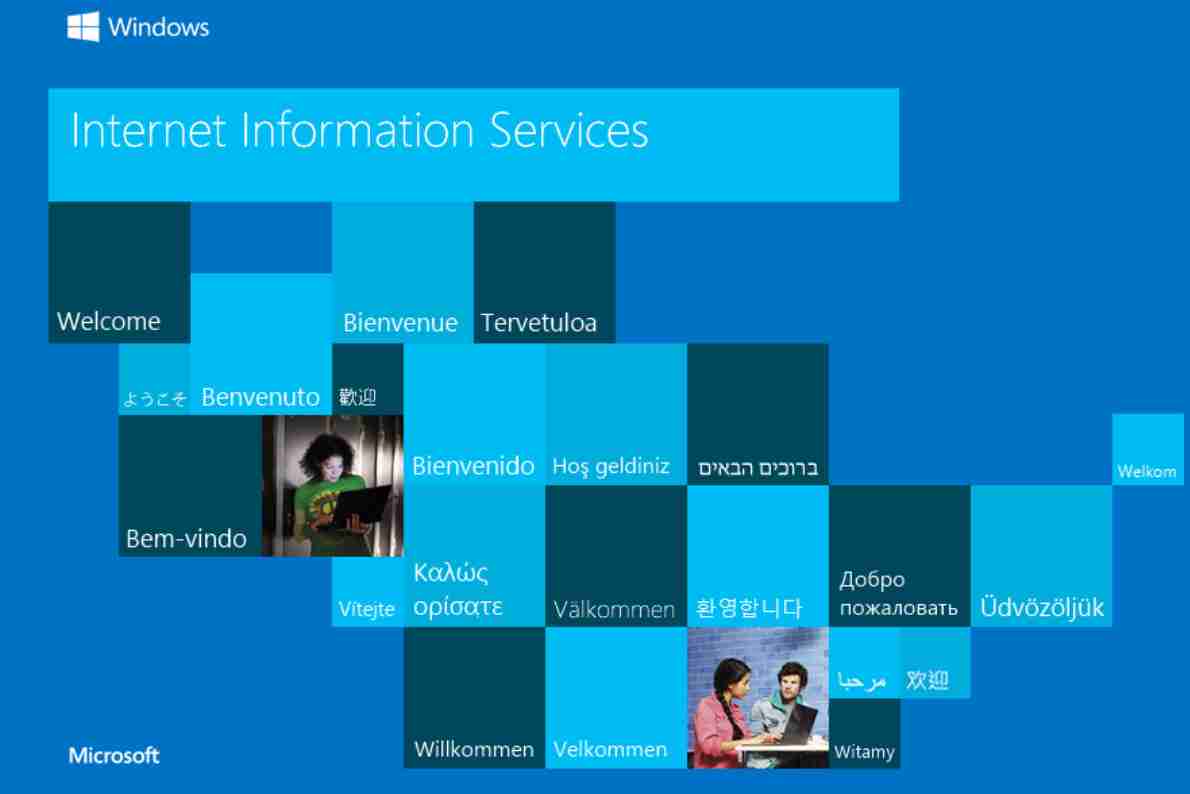 Windows
Internet Information Services
Welcome
Bienvenue
Tervetuloa
ようこそ
Benvenuto
歡迎
Bienvenido
Hoş geldiniz
ברוכים הבאים
Welkom
Bem-vindo
Vítejte
Καλώς
ορίσατε
Välkommen
환영합니다
Добро
пожаловать
Üdvözöljük
Willkommen
Velkommen
مرحبا
欢迎
Witamy
Microsoft